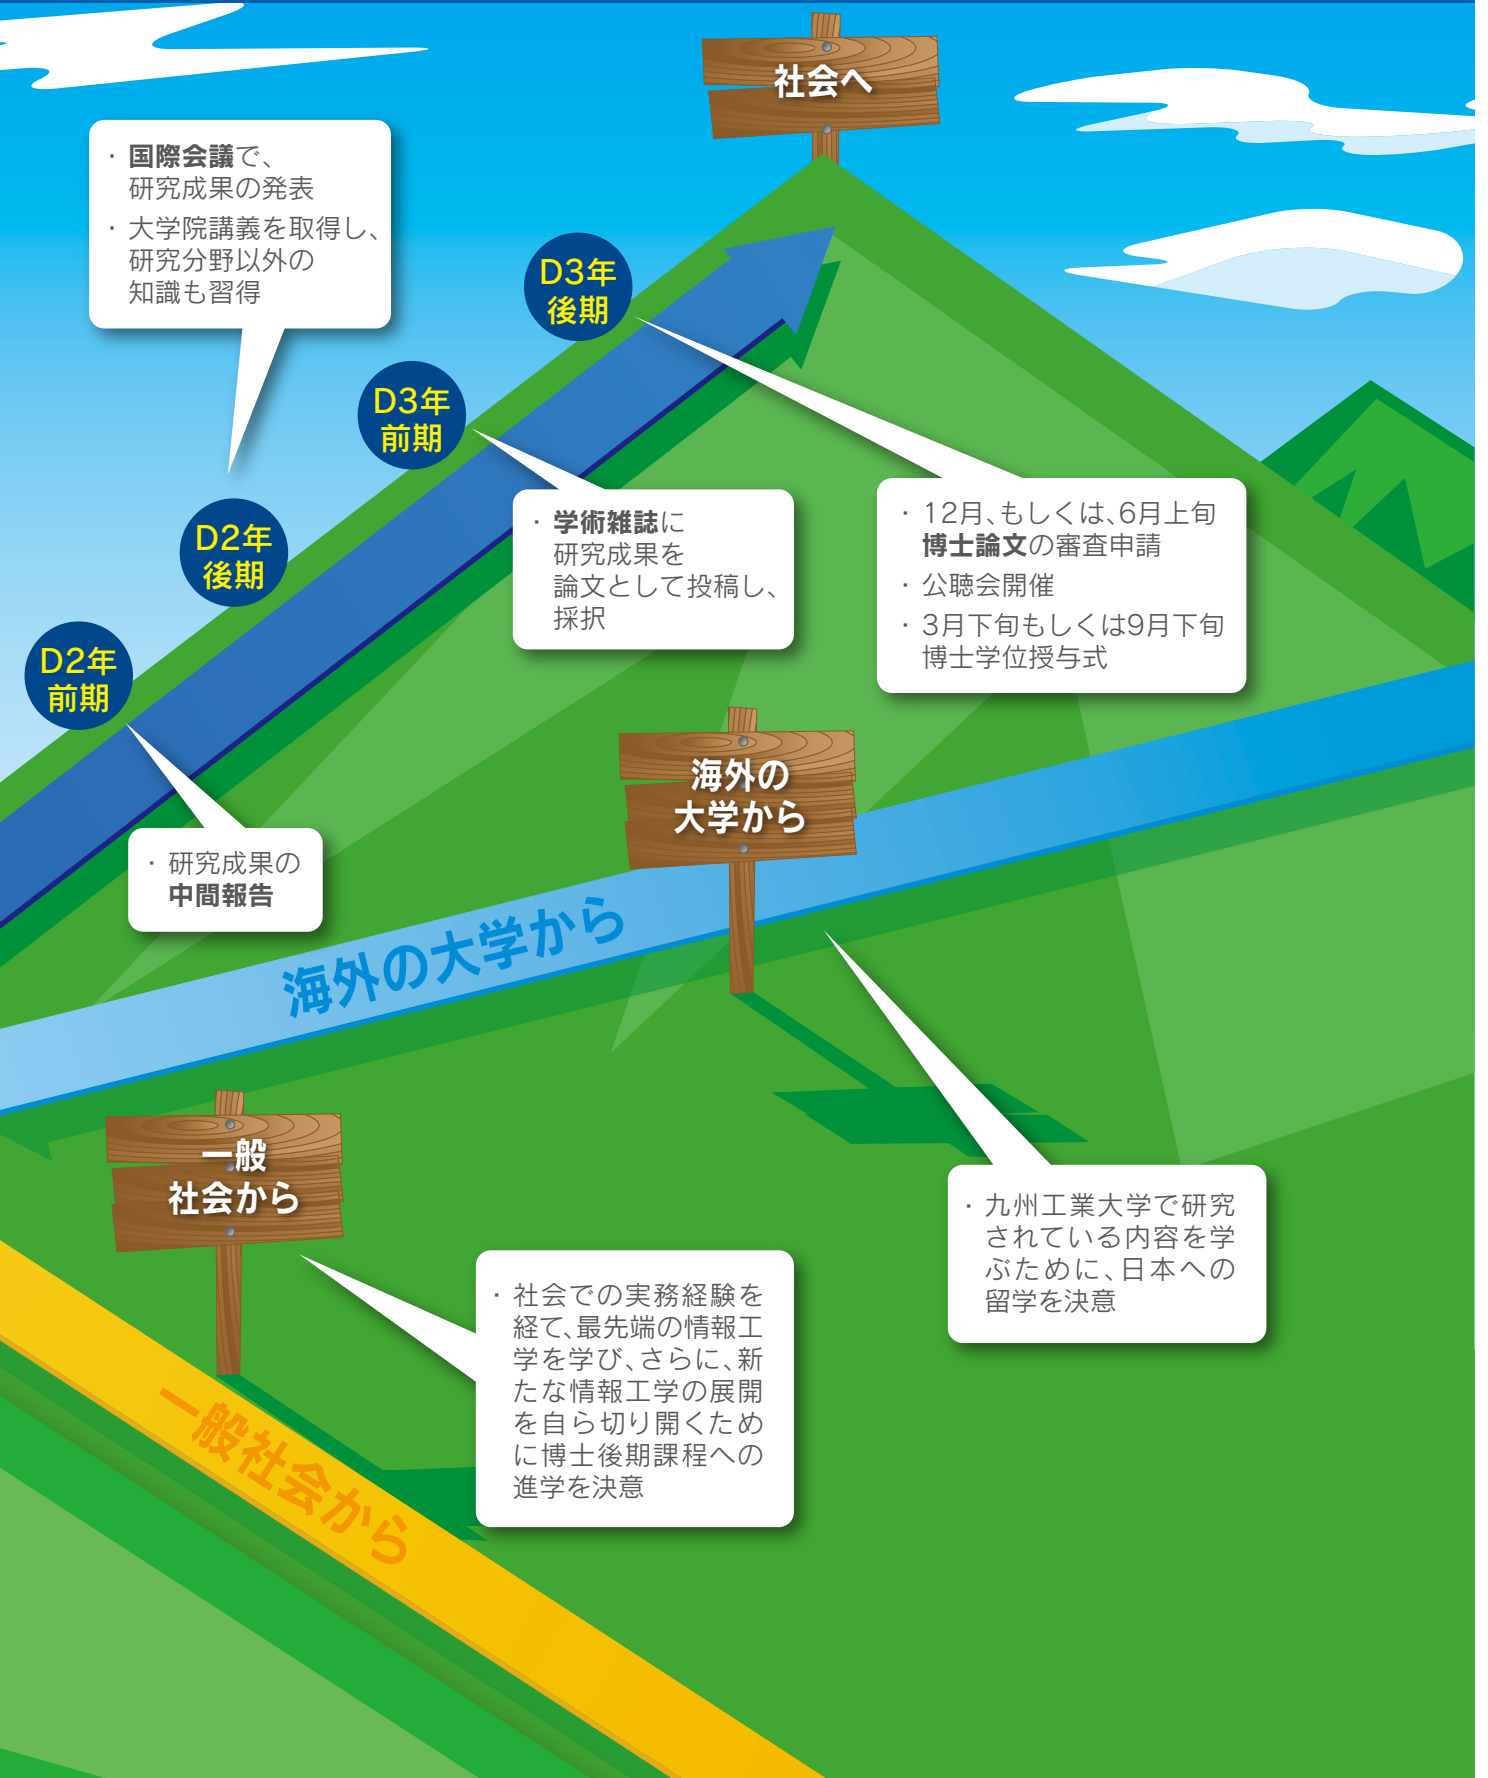 社会へ
・国際会議で、
研究成果の発表
・大学院講義を取得し、
研究分野以外の
知識も習得
D3年
後期
D3年
前期
D2年
後期
D2年
前期
・学術雑誌に
研究成果を
論文として投稿し、
採択
・12月、もしくは、6月上旬
博士論文の審査申請
・公聴会開催
・3月下旬もしくは9月下旬
博士学位授与式
・研究成果の
中間報告
海外の
大学から
海外の大学から
一般
社会から
・九州工業大学で研究
されている内容を学
ぶために、日本への
留学を決意
・社会での実務経験を
経て、最先端の情報工
学を学び、さらに、新
たな情報工学の展開
を自ら切り開くため
に博士後期課程への
進学を決意
一般社会から